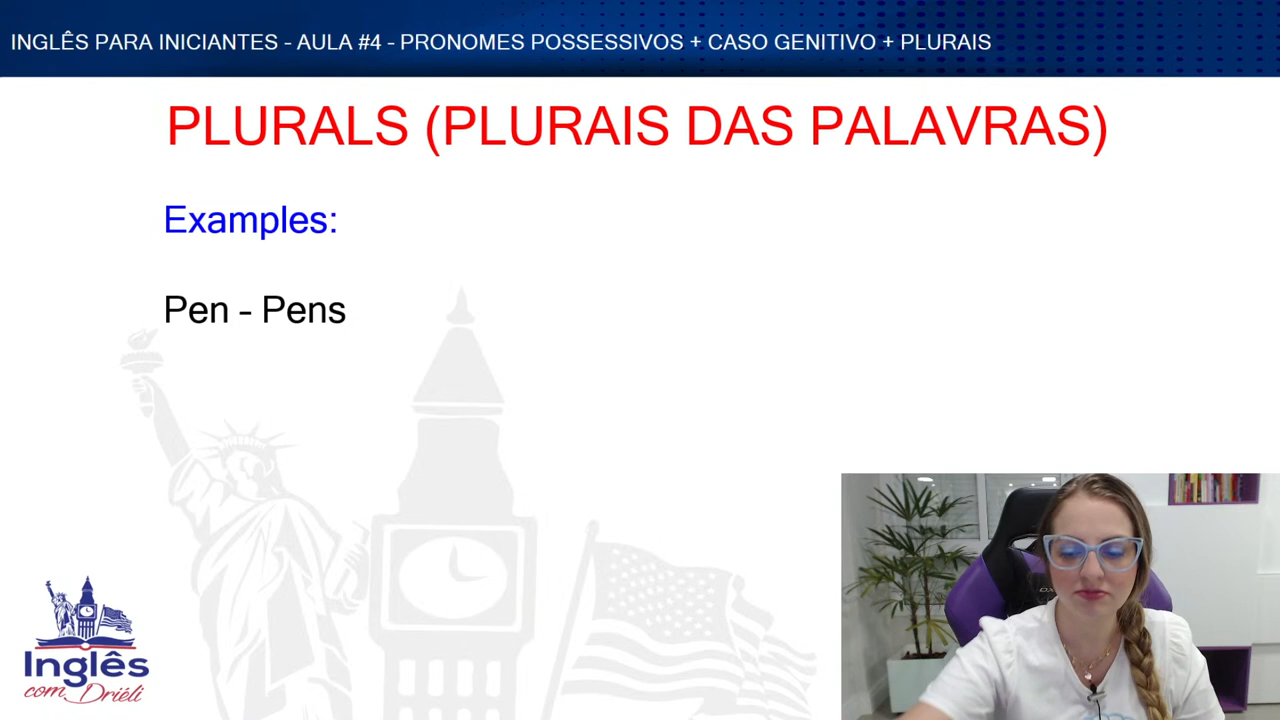 INGLÊS PARA INICIANTES - AULA #4 - PRONOMES POSSESSIVOS + CASO GENITIVO + PLURAIS
PLURALS (PLURAIS DAS PALAVRAS)
Examples:
Pen - Pens
Inglês
com Driéli